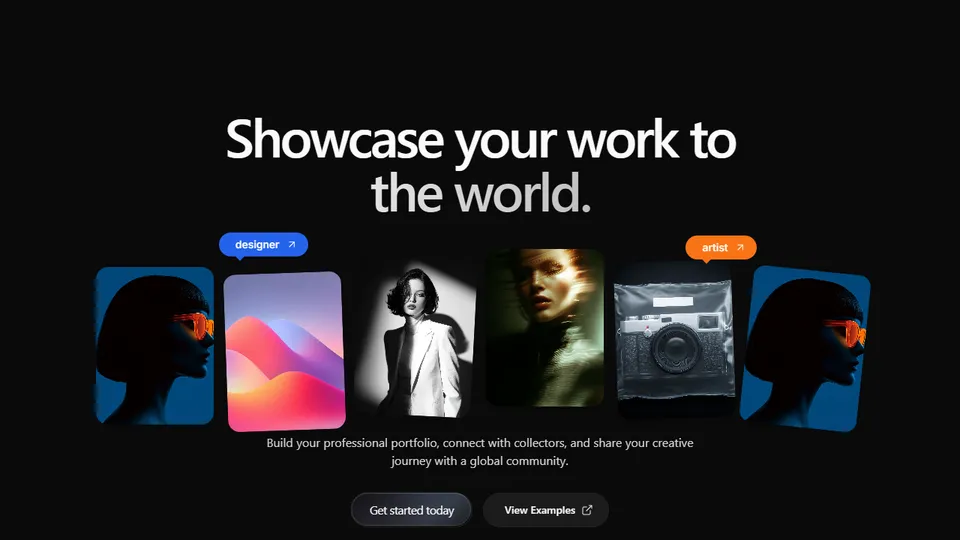 Showcase your work to
the world.
designer
artist
Build your professional portfolio, connect with collectors, and share your creative
journey with a global community.
Get started today
View Examples